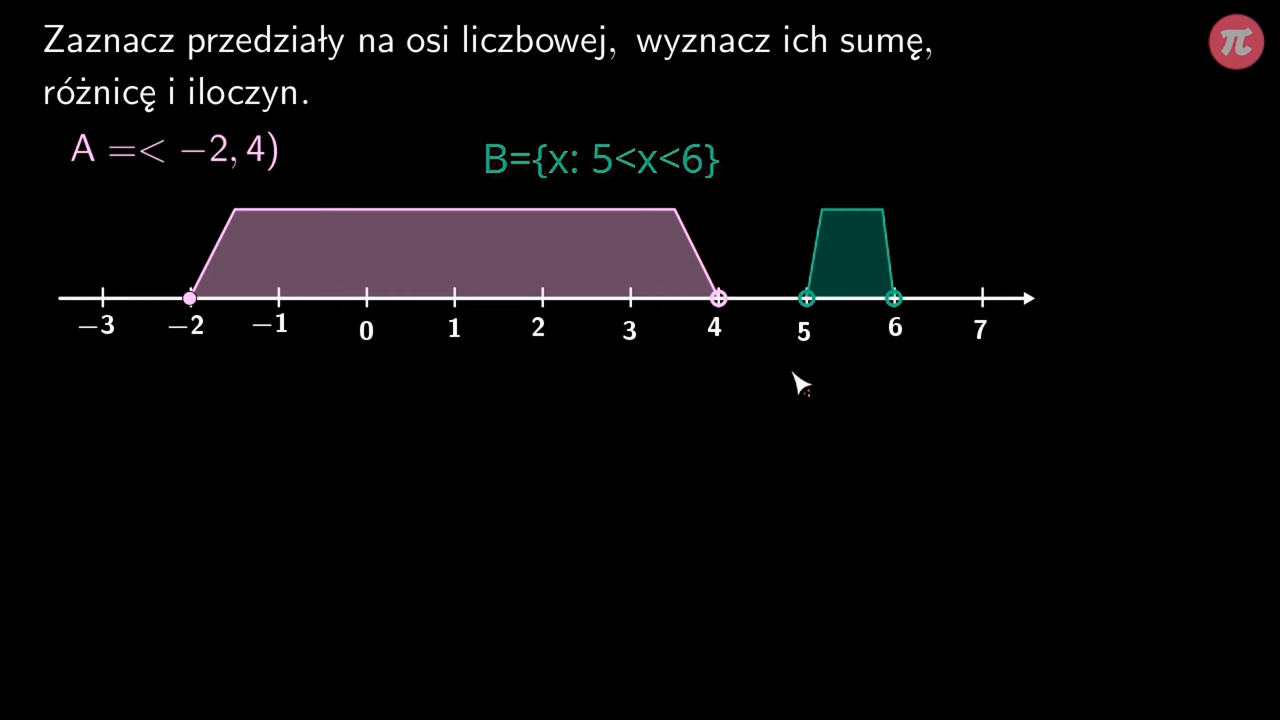 Zaznacz przedziały na osi liczbowej, wyznacz ich sumę,
różnicę i iloczyn.
A =< −2, 4)
B={x: 5<x<6}
−3 −2 −1 0 1 2 3 4 5 6 7
π